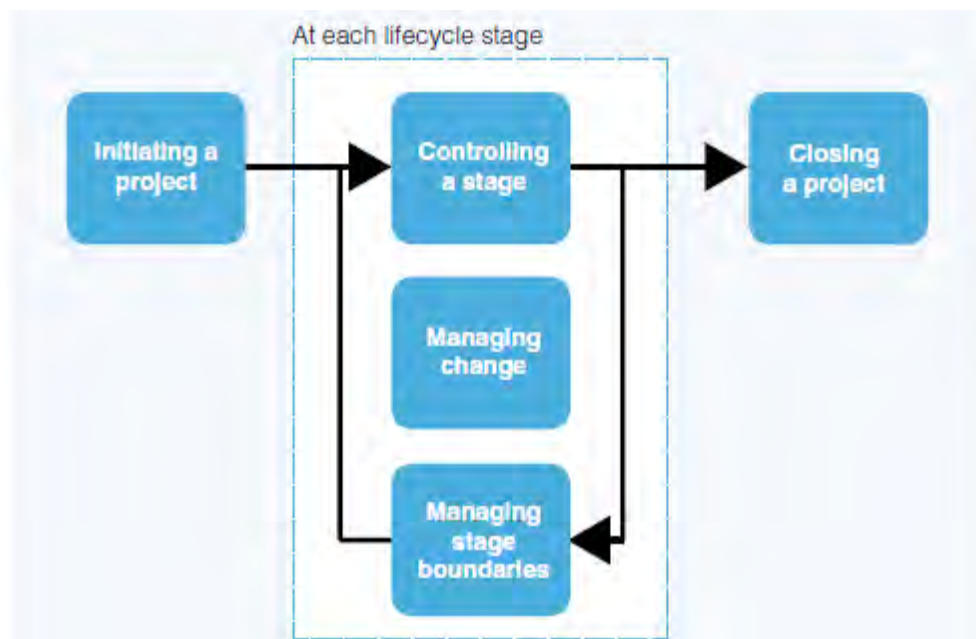 At each lifecycle stage
Initiating a
project
Controlling
a stage
Closing
a project
Managing
change
Managing
stage
boundaries